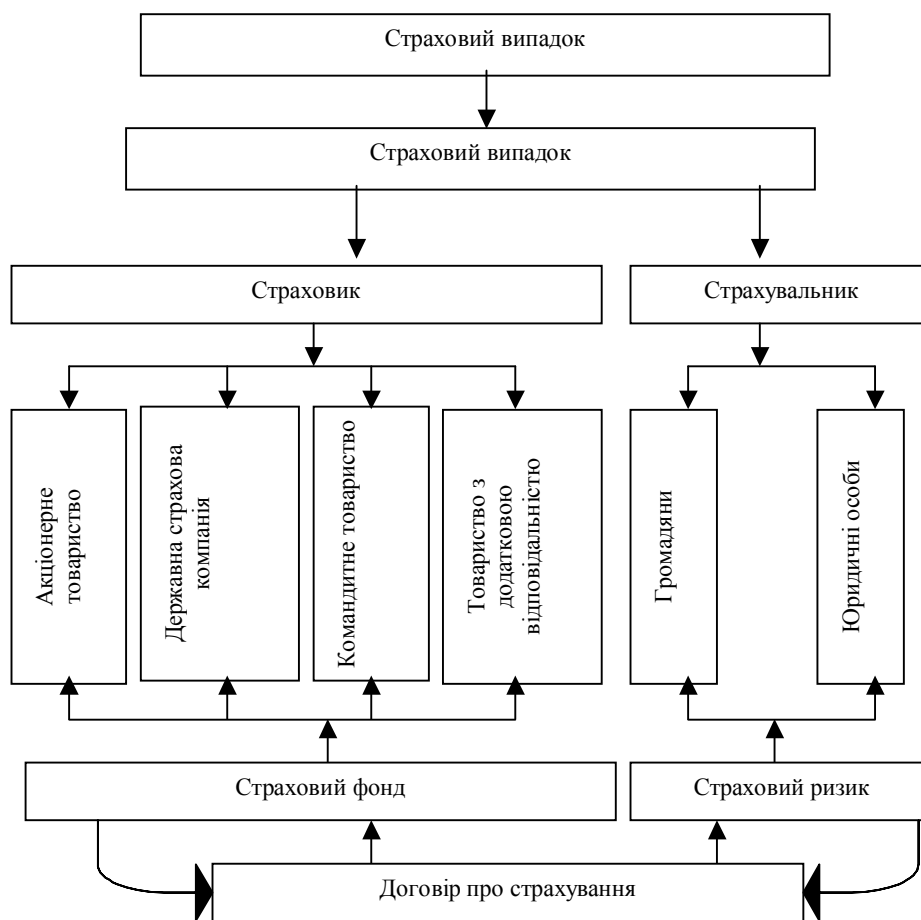 Страховий випадок
Страховий випадок
Страховик
Страхувальник
Акціонерне
товариство
Державна страхова
компанія
Командитне товариство
Товариство з
додатковою
відповідальністю
Громадяни
Юридичні особи
Страховий фонд
Страховий ризик
Договір про страхування